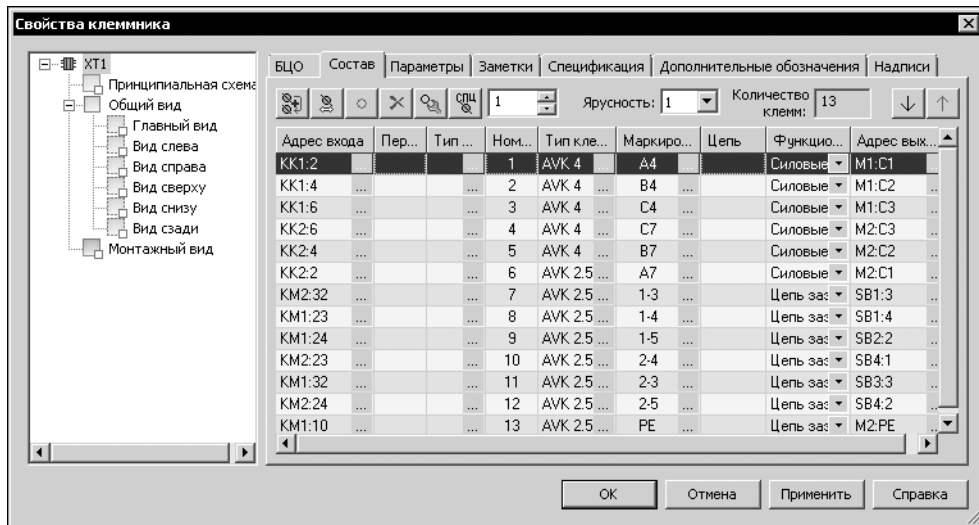 Свойства клеммника
XT1
Принципиальная схема
Общий вид
Главный вид
Вид слева
Вид справа
Вид сверху
Вид снизу
Вид сзади
Монтажный вид
БЦО Состав Параметры Заметки Спецификация Дополнительные обозначения Надписи
СПЦ 1 Ярусность: 1 Количество клемм: 13
Адрес входа Пер... Тип ... Ном... Тип кле... Маркиро... Цепь Функцио... Адрес вых...
KK1:2 ... ... 1 AVK 4 ... A4 ... Силовые M1:C1 ...
KK1:4 ... ... 2 AVK 4 ... B4 ... Силовые M1:C2 ..
KK1:6 ... ... 3 AVK 4 ... C4 ... Силовые M1:C3 ..
KK2:6 ... ... 4 AVK 4 ... C7 ... Силовые M2:C3 ..
KK2:4 ... ... 5 AVK 4 ... B7 ... Силовые M2:C2 ..
KK2:2 ... ... 6 AVK 2.5 ... A7 ... Силовые M2:C1 ..
KM2:32 ... ... 7 AVK 2.5 ... 1-3 ... Цепь заз SB1:3 ..
KM1:23 ... ... 8 AVK 2.5 ... 1-4 ... Цепь заз SB1:4 ..
KM1:24 ... ... 9 AVK 2.5 ... 1-5 ... Цепь заз SB2:2 ..
KM2:23 ... ... 10 AVK 2.5 ... 2-4 ... Цепь заз SB4:1 ..
KM1:32 ... ... 11 AVK 2.5 ... 2-3 ... Цепь заз SB3:3 ..
KM2:24 ... ... 12 AVK 2.5 ... 2-5 ... Цепь заз SB4:2 ..
KM1:10 ... ... 13 AVK 2.5 ... PE ... Цепь заз M2:PE ..
OK Отмена Применить Справка